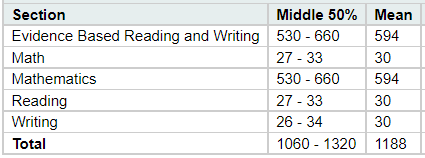 Section Middle 50% Mean
Evidence Based Reading and Writing 530 - 660 594
Math 27 - 33 30
Mathematics 530 - 660 594
Reading 27 - 33 30
Writing 26 - 34 30
Total 1060 - 1320 1188